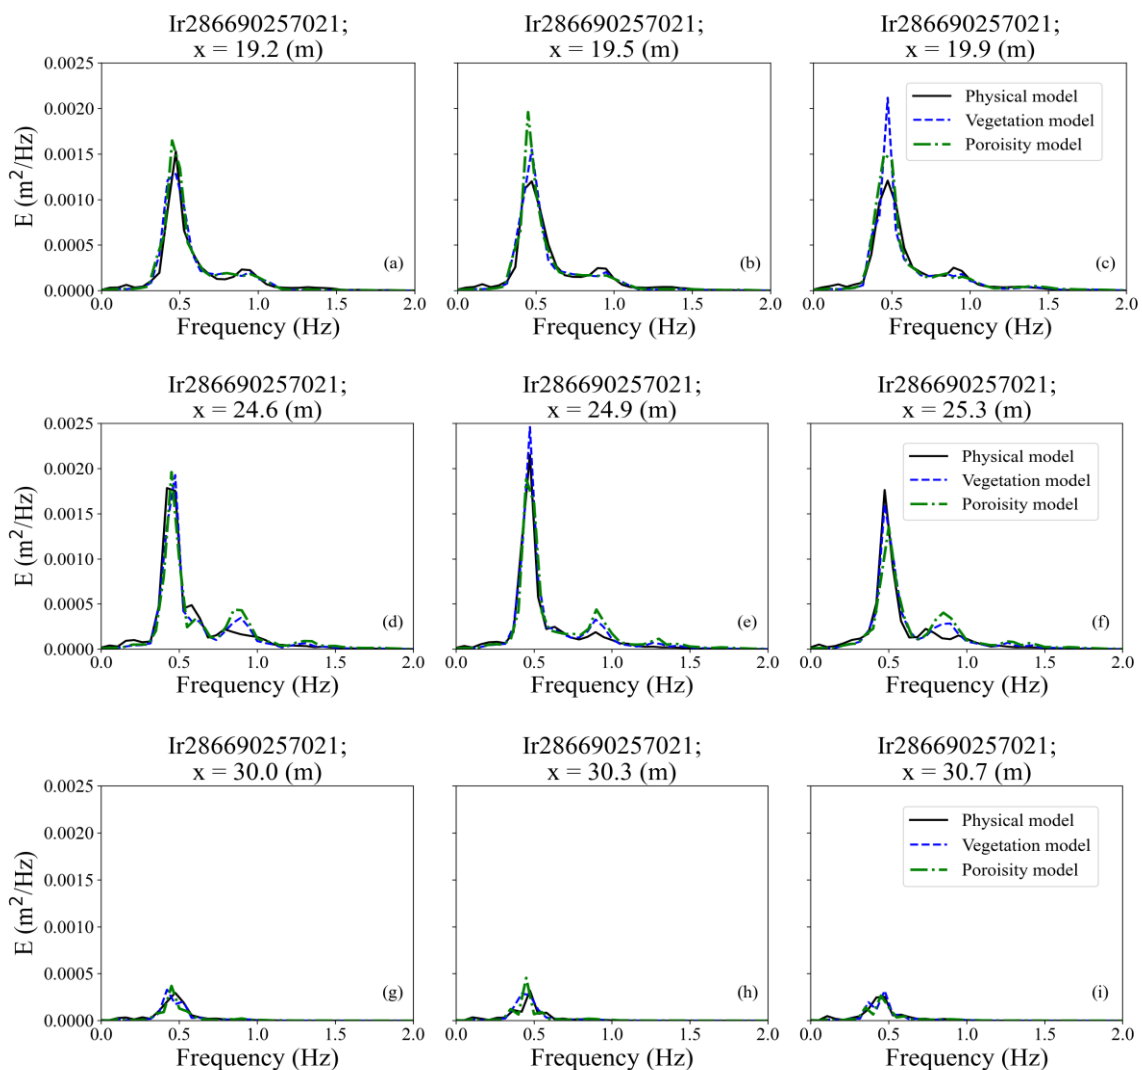 Ir286690257021;
x = 19.2 (m)
Ir286690257021;
x = 19.5 (m)
Ir286690257021;
x = 19.9 (m)
E (m²/Hz)
0.0025
0.0020
0.0015
0.0010
0.0005
0.0000
Physical model
Vegetation model
Poroisity model
(a)
(b)
(c)
0.0 0.5 1.0 1.5 2.0
0.0 0.5 1.0 1.5 2.0
0.0 0.5 1.0 1.5 2.0
Frequency (Hz)
Frequency (Hz)
Frequency (Hz)
Ir286690257021;
x = 24.6 (m)
Ir286690257021;
x = 24.9 (m)
Ir286690257021;
x = 25.3 (m)
E (m²/Hz)
0.0025
0.0020
0.0015
0.0010
0.0005
0.0000
Physical model
Vegetation model
Poroisity model
(d)
(e)
(f)
0.0 0.5 1.0 1.5 2.0
0.0 0.5 1.0 1.5 2.0
0.0 0.5 1.0 1.5 2.0
Frequency (Hz)
Frequency (Hz)
Frequency (Hz)
Ir286690257021;
x = 30.0 (m)
Ir286690257021;
x = 30.3 (m)
Ir286690257021;
x = 30.7 (m)
E (m²/Hz)
0.0025
0.0020
0.0015
0.0010
0.0005
0.0000
Physical model
Vegetation model
Poroisity model
(g)
(h)
(i)
0.0 0.5 1.0 1.5 2.0
0.0 0.5 1.0 1.5 2.0
0.0 0.5 1.0 1.5 2.0
Frequency (Hz)
Frequency (Hz)
Frequency (Hz)